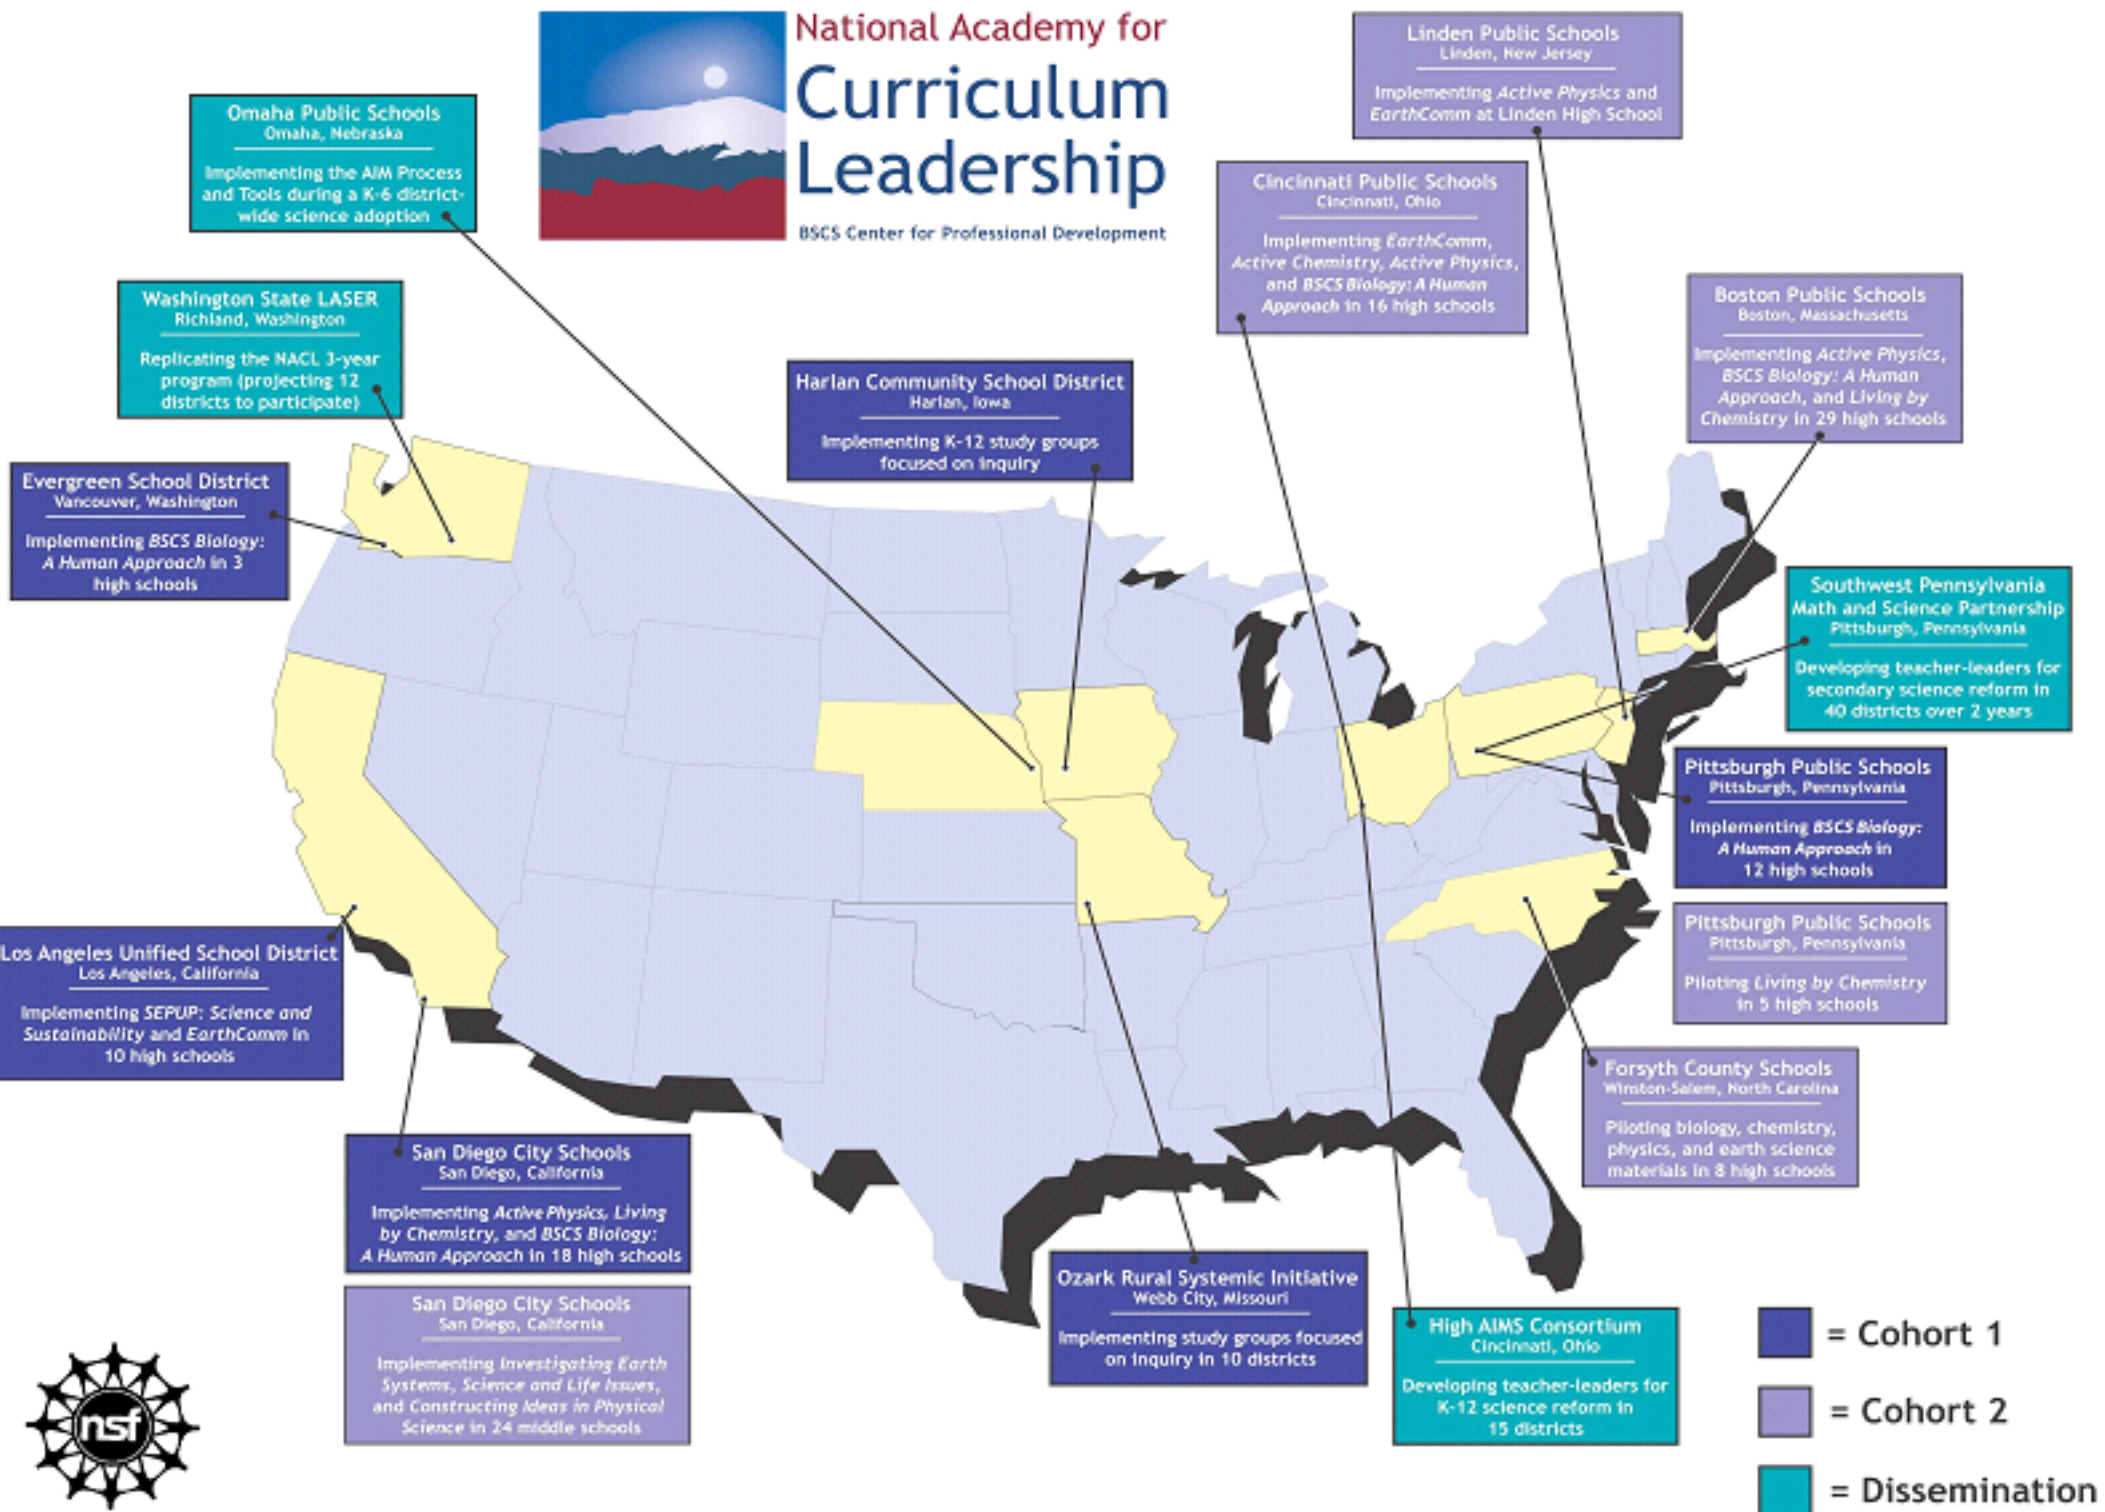 National Academy for
Curriculum
Leadership
BSCS Center for Professional Development
Linden Public Schools
Linden, New Jersey
Implementing Active Physics and
EarthComm at Linden High School
Omaha Public Schools
Omaha, Nebraska
Implementing the AIM Process
and Tools during a K-6 district-
wide science adoption
Cincinnati Public Schools
Cincinnati, Ohio
Implementing EarthComm,
Active Chemistry, Active Physics,
and BSCS Biology: A Human
Approach in 16 high schools
Washington State LASER
Richland, Washington
Replicating the NACL 3-year
program (projecting 12
districts to participate)
Boston Public Schools
Boston, Massachusetts
Implementing Active Physics,
BSCS Biology: A Human
Approach, and Living by
Chemistry in 29 high schools
Harlan Community School District
Harlan, Iowa
Implementing K-12 study groups
focused on inquiry
Evergreen School District
Vancouver, Washington
Implementing BSCS Biology:
A Human Approach in 3
high schools
Southwest Pennsylvania
Math and Science Partnership
Pittsburgh, Pennsylvania
Developing teacher-leaders for
secondary science reform in
40 districts over 2 years
Pittsburgh Public Schools
Pittsburgh, Pennsylvania
Implementing BSCS Biology:
A Human Approach in
12 high schools
Pittsburgh Public Schools
Pittsburgh, Pennsylvania
Piloting Living by Chemistry
in 5 high schools
Los Angeles Unified School District
Los Angeles, California
Implementing SEPUP: Science and
Sustainability and EarthComm in
10 high schools
Forsyth County Schools
Winston-Salem, North Carolina
Piloting biology, chemistry,
physics, and earth science
materials in 8 high schools
San Diego City Schools
San Diego, California
Implementing Active Physics, Living
by Chemistry, and BSCS Biology:
A Human Approach in 18 high schools
San Diego City Schools
San Diego, California
Implementing Investigating Earth
Systems, Science and Life Issues,
and Constructing Ideas in Physical
Science in 24 middle schools
Ozark Rural Systemic Initiative
Webb City, Missouri
Implementing study groups focused
on inquiry in 10 districts
High AIMS Consortium
Cincinnati, Ohio
Developing teacher-leaders for
K-12 science reform in
15 districts
nsf
= Cohort 1
= Cohort 2
= Dissemination